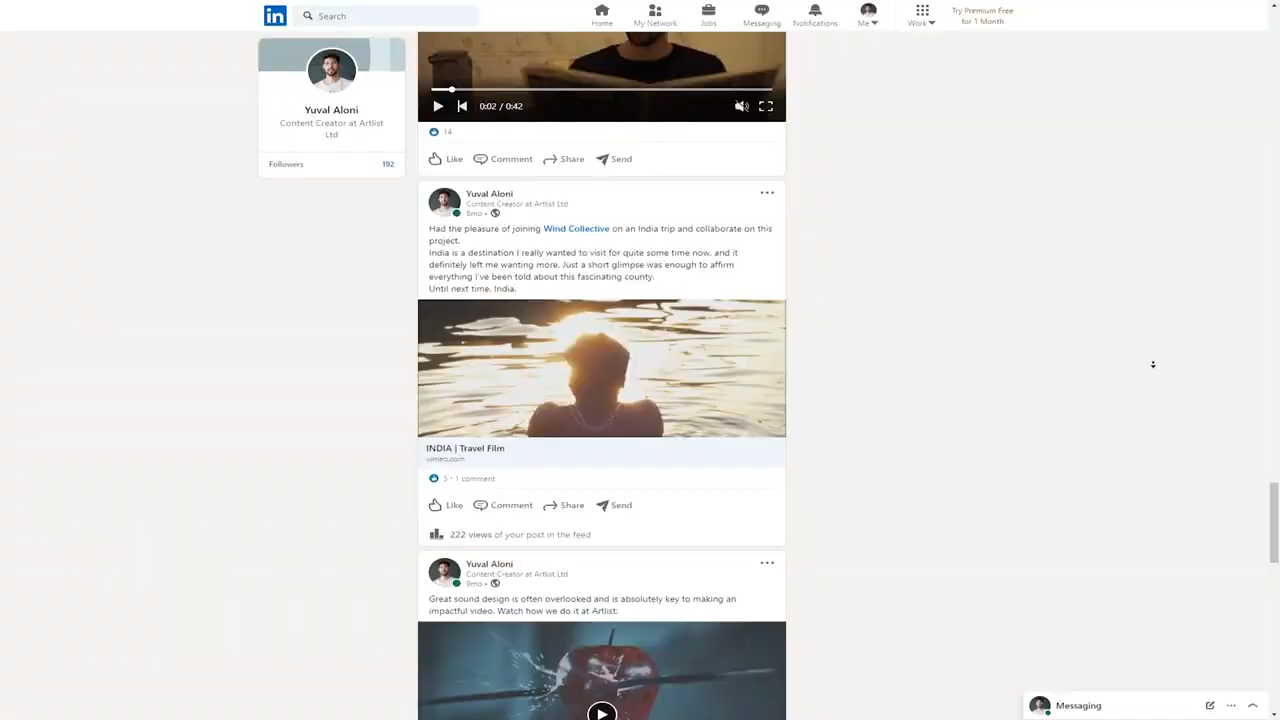 in
Search
Home
My Network
Jobs
Messaging
Notifications
Me
Work
Try Premium Free
for 1 Month
Yuval Aloni
Content Creator at Artlist
Ltd
Followers 192
0:02 / 0:42
14
Like Comment Share Send
Yuval Aloni
Content Creator at Artlist Ltd
8mo •
Had the pleasure of joining Wind Collective on an India trip and collaborate on this
project.
India is a destination I really wanted to visit for quite some time now, and it
definitely left me wanting more. Just a short glimpse was enough to affirm
everything I've been told about this fascinating county.
Until next time, India.
INDIA | Travel Film
vimeo.com
5 • 1 comment
Like Comment Share Send
222 views of your post in the feed
Yuval Aloni
Content Creator at Artlist Ltd
9mo •
Great sound design is often overlooked and is absolutely key to making an
impactful video. Watch how we do it at Artlist:
Messaging